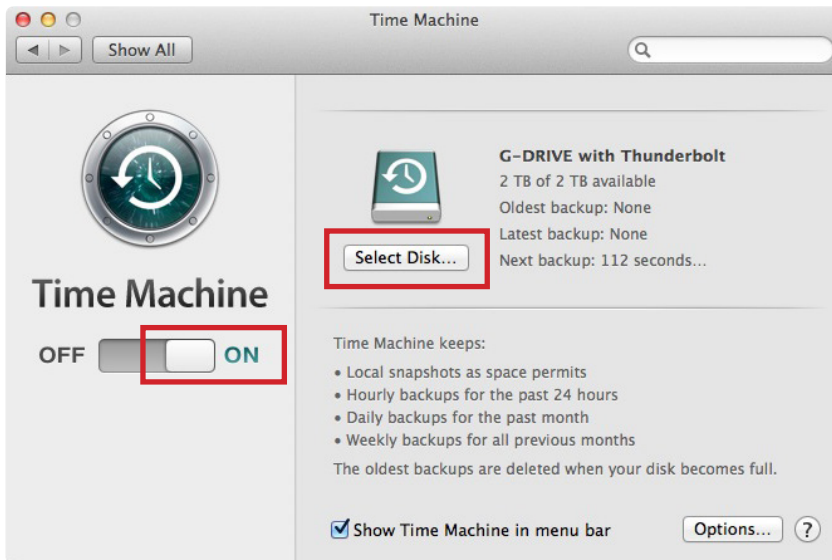 Time Machine
Show All
G-DRIVE with Thunderbolt
2 TB of 2 TB available
Oldest backup: None
Latest backup: None
Select Disk...
Next backup: 112 seconds...
Time Machine
OFF ON
Time Machine keeps:
• Local snapshots as space permits
• Hourly backups for the past 24 hours
• Daily backups for the past month
• Weekly backups for all previous months
The oldest backups are deleted when your disk becomes full.
Show Time Machine in menu bar
Options...
?